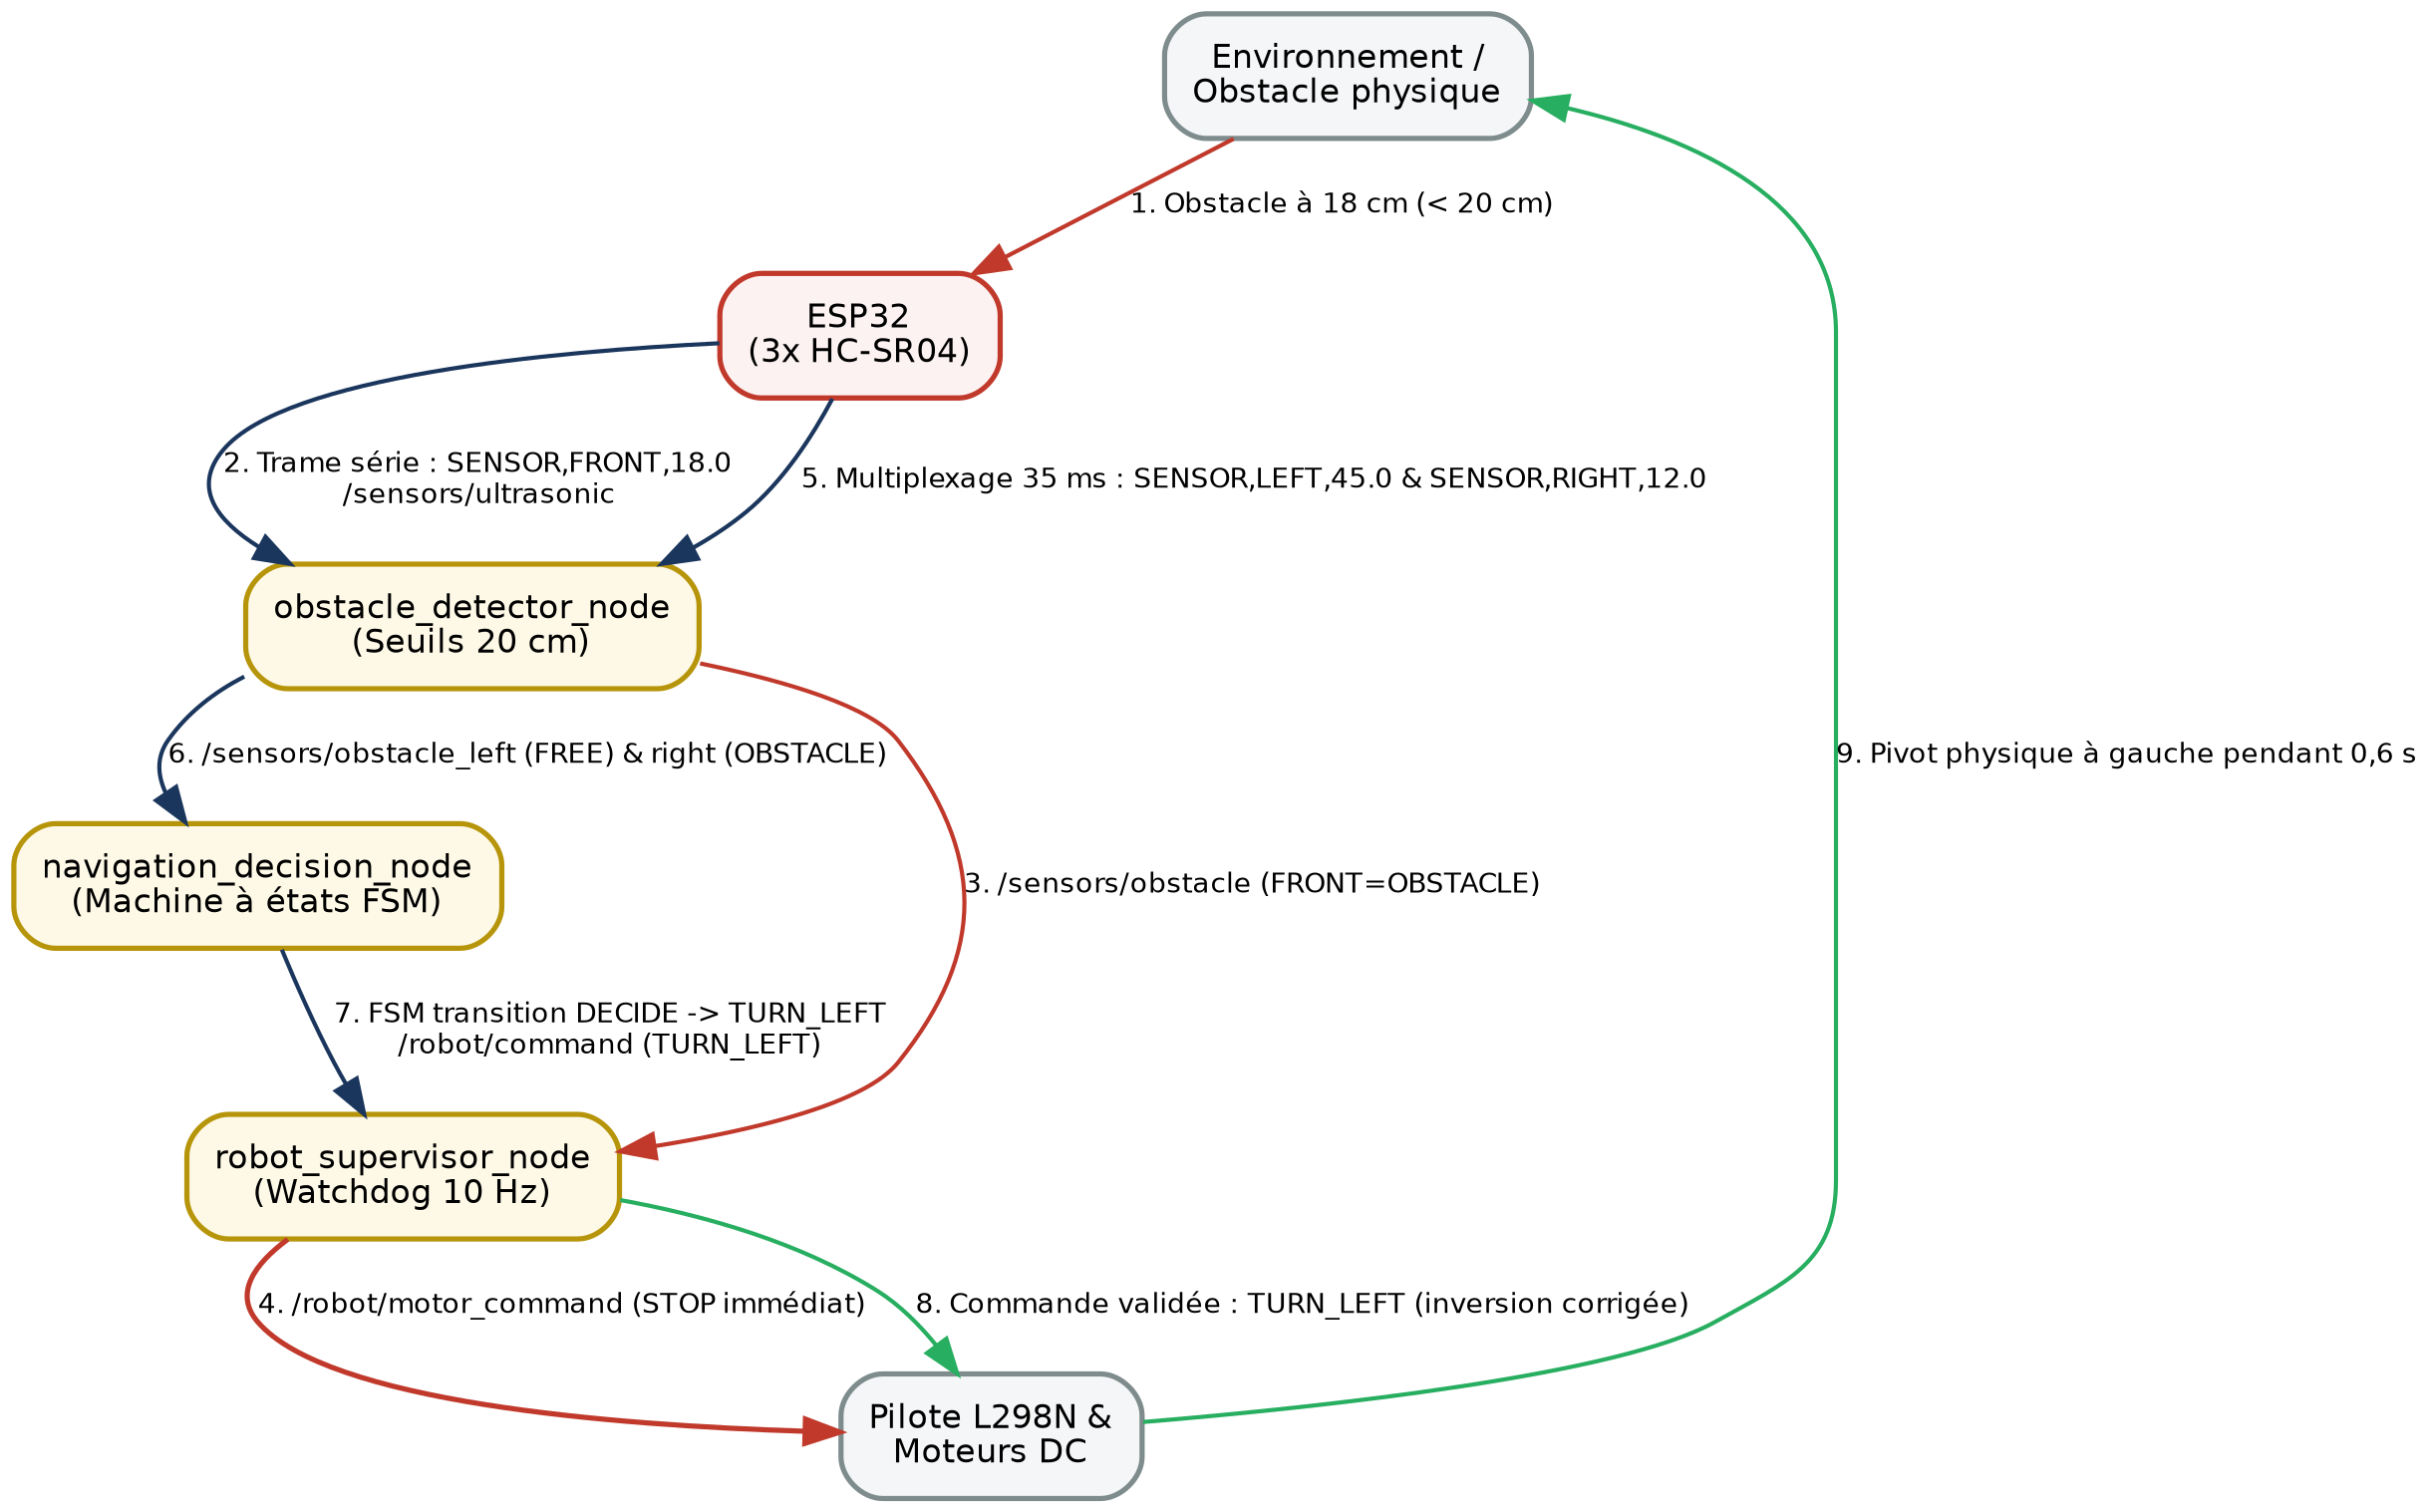 Environnement /
Obstacle physique
1. Obstacle à 18 cm (< 20 cm)
ESP32
(3x HC-SR04)
2. Trame série : SENSOR,FRONT,18.0
/sensors/ultrasonic
5. Multiplexage 35 ms : SENSOR,LEFT,45.0 & SENSOR,RIGHT,12.0
obstacle_detector_node
(Seuils 20 cm)
6. /sensors/obstacle_left (FREE) & right (OBSTACLE)
9. Pivot physique à gauche pendant 0,6 s
navigation_decision_node
(Machine à états FSM)
3. /sensors/obstacle (FRONT=OBSTACLE)
7. FSM transition DECIDE -> TURN_LEFT
/robot/command (TURN_LEFT)
robot_supervisor_node
(Watchdog 10 Hz)
4. /robot/motor_command (STOP immédiat)
8. Commande validée : TURN_LEFT (inversion corrigée)
Pilote L298N &
Moteurs DC